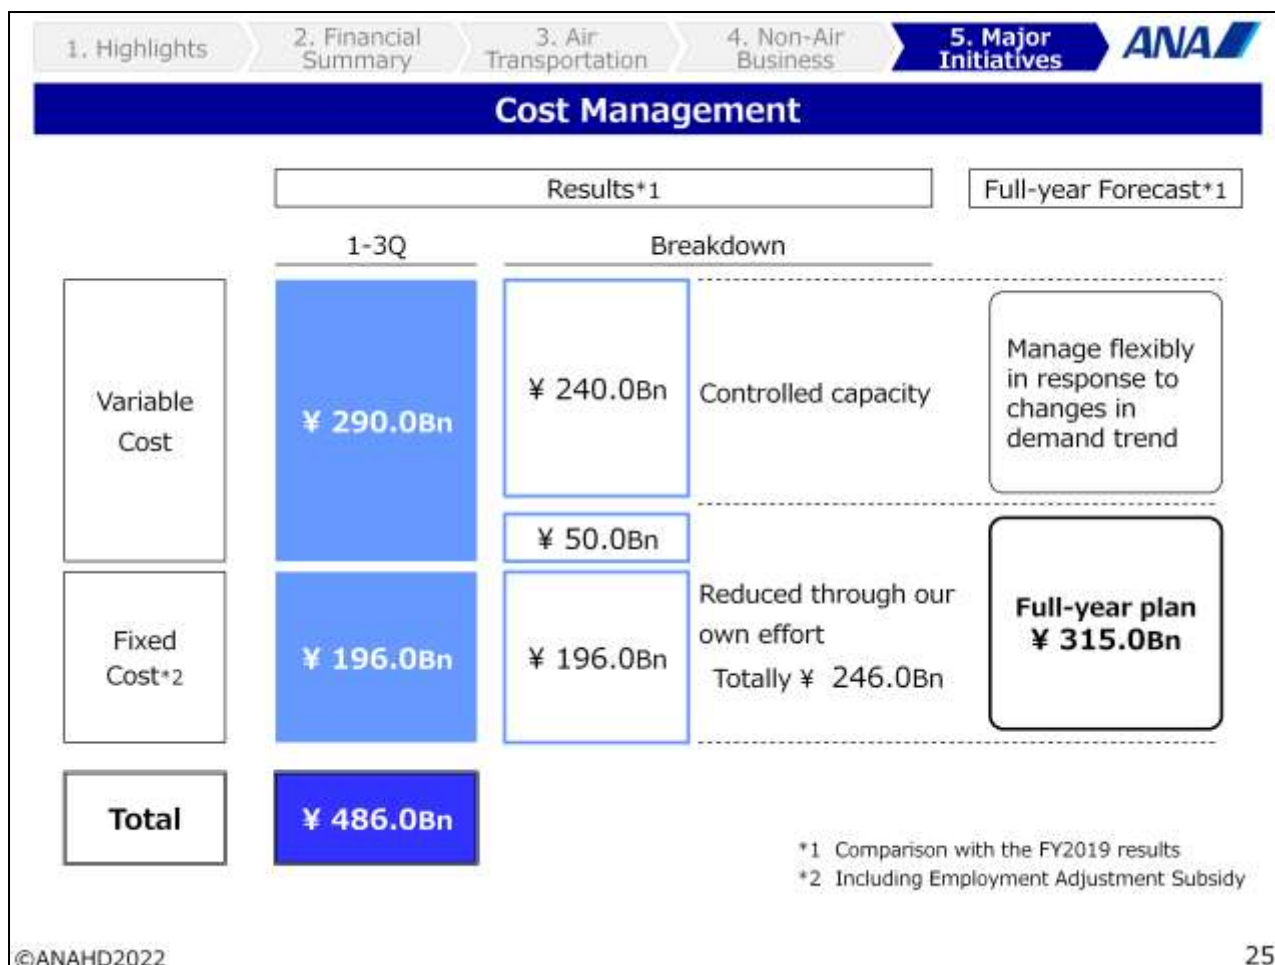 1. Highlights
2. Financial
Summary
3. Air
Transportation
4. Non-Air
Business
5. Major
Initiatives
ANA
Cost Management
Results*1
Full-year Forecast*1
1-3Q
Breakdown
Variable
Cost
¥ 290.0Bn
¥ 240.0Bn
Controlled capacity
Manage flexibly
in response to
changes in
demand trend
¥ 50.0Bn
Fixed
Cost*2
¥ 196.0Bn
¥ 196.0Bn
Reduced through our
own effort
Totally ¥ 246.0Bn
Full-year plan
¥ 315.0Bn
Total
¥ 486.0Bn
*1 Comparison with the FY2019 results
*2 Including Employment Adjustment Subsidy
©ANAHD2022
25